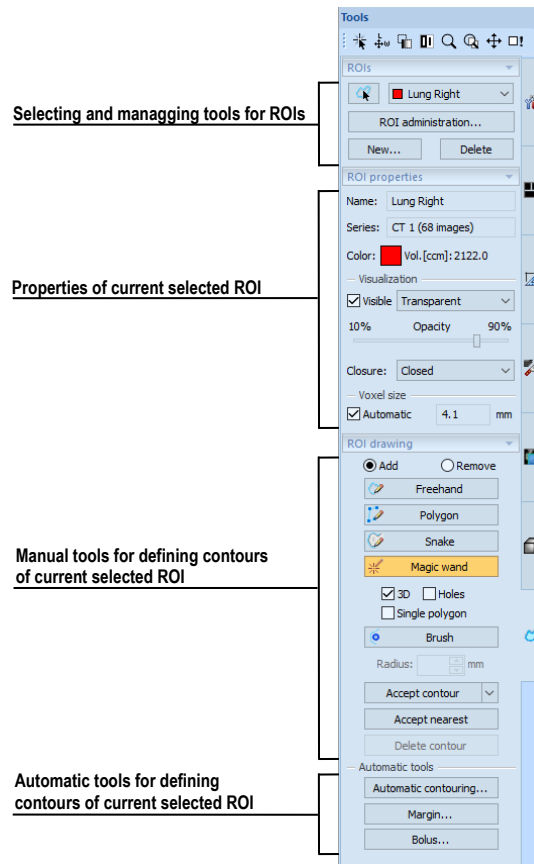 Tools
ROIs
Lung Right
Selecting and managging tools for ROIs
ROI administration...
New... Delete
ROI properties
Name: Lung Right
Series: CT 1 (68 images)
Color: Vol.[ccm]: 2122.0
Properties of current selected ROI
Visualization
Visible Transparent
10% Opacity 90%
Closure: Closed
Voxel size
Automatic 4.1 mm
ROI drawing
Add Remove
Freehand
Polygon
Snake
Manual tools for defining contours
of current selected ROI
Magic wand
3D Holes
Single polygon
Brush
Radius: mm
Accept contour
Accept nearest
Delete contour
Automatic tools
Automatic tools for defining
contours of current selected ROI
Automatic contouring...
Margin...
Bolus...